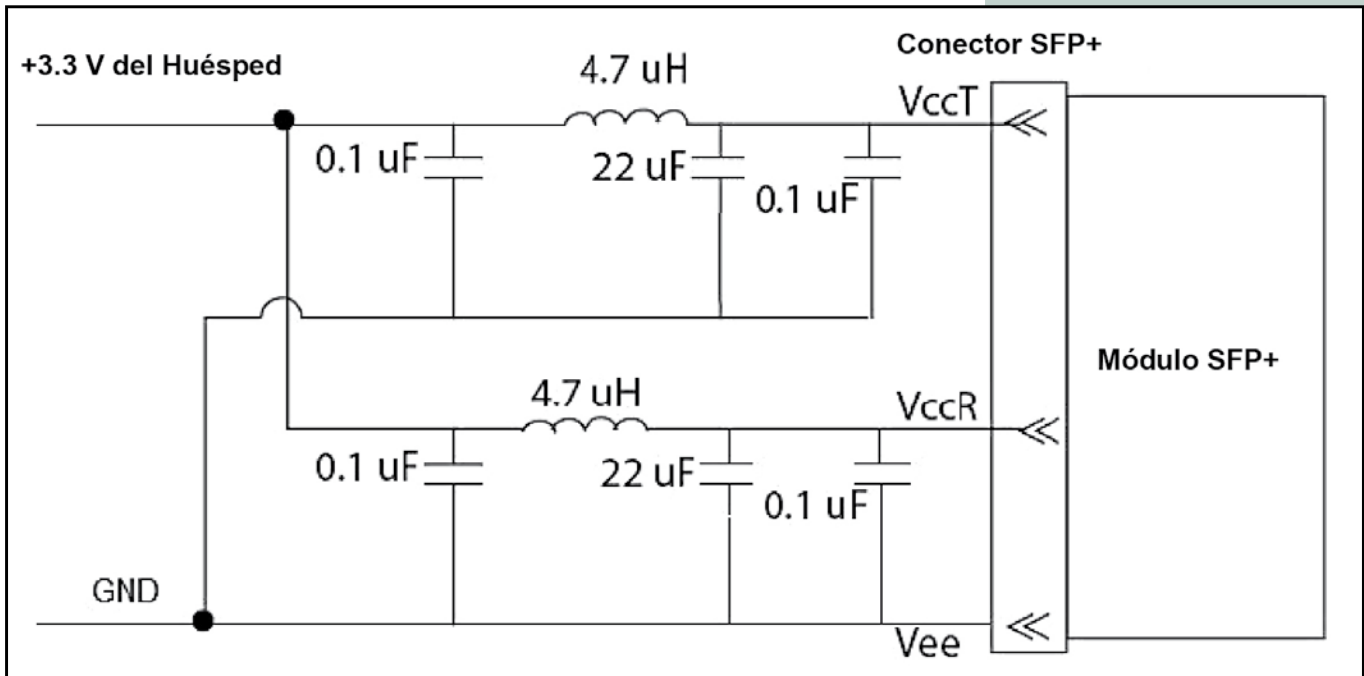 +3.3 V del Huésped
Conector SFP+
4.7 uH
VccT
0.1 uF
22 uF
0.1 uF
Módulo SFP+
4.7 uH
VccR
0.1 uF
22 uF
0.1 uF
GND
Vee